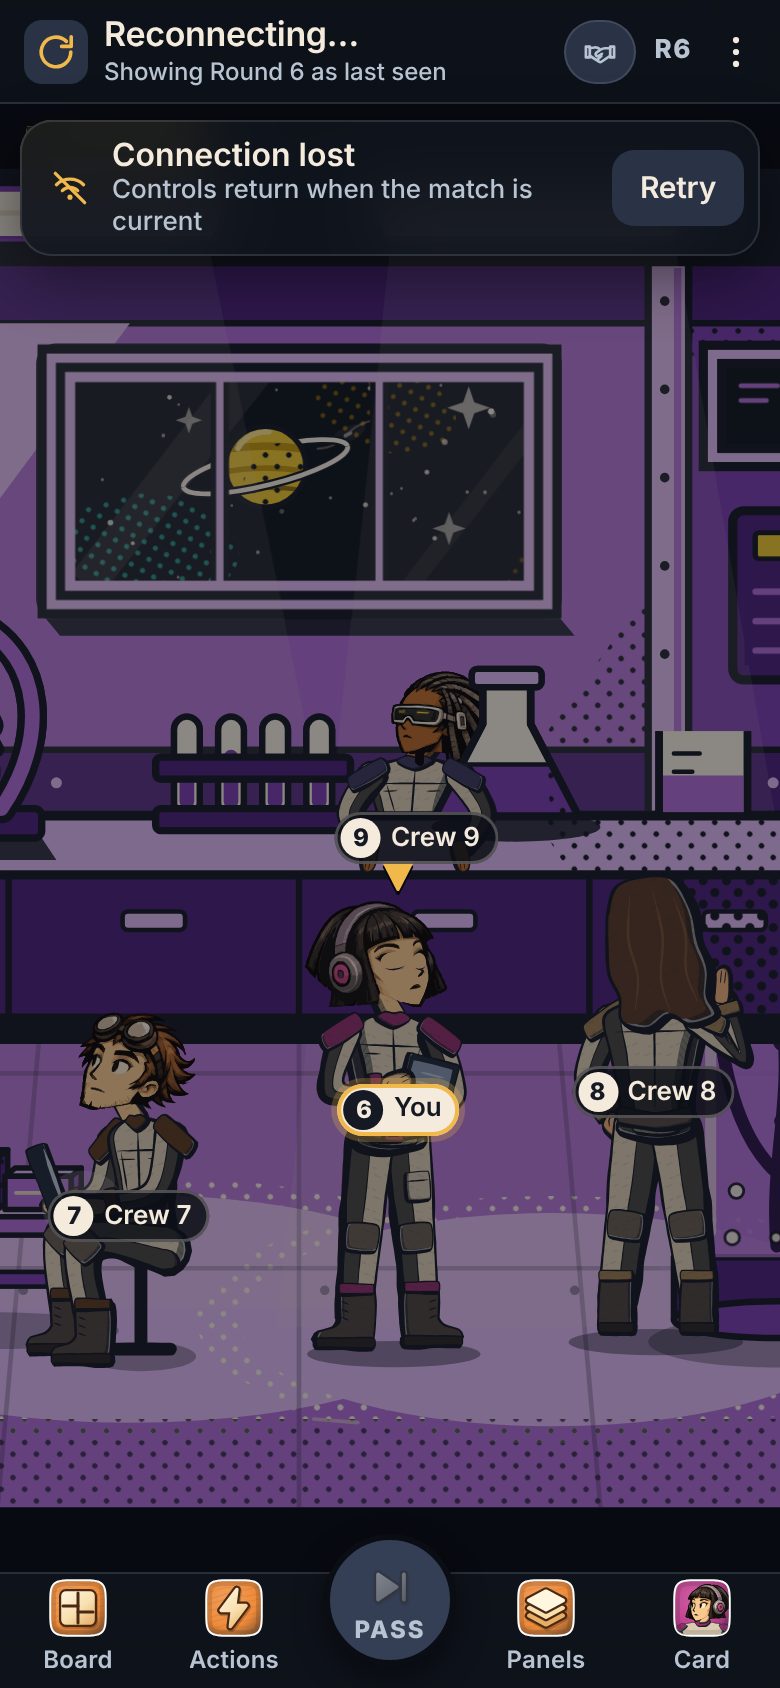 Reconnecting...
Showing Round 6 as last seen
R6
Connection lost
Controls return when the match is
current
Retry
9 Crew 9
6 You
8 Crew 8
7 Crew 7
PASS
Board
Actions
Panels
Card